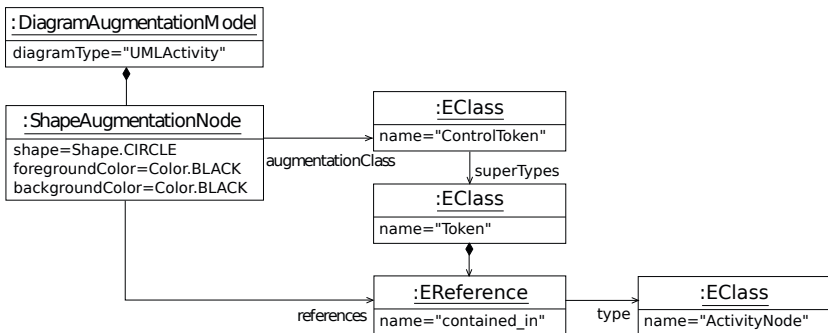 :DiagramAugmentationModel
diagramType="UMLActivity"
:ShapeAugmentationNode
shape=Shape.CIRCLE
foregroundColor=Color.BLACK
backgroundColor=Color.BLACK
augmentationClass
:EClass
name="ControlToken"
superTypes
:EClass
name="Token"
references
:EReference
name="contained_in"
type
:EClass
name="ActivityNode"